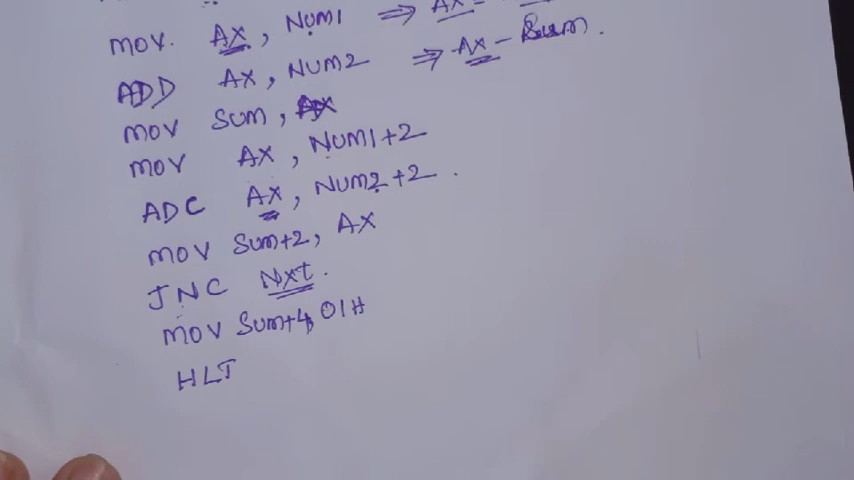 MOV. AX, NUM1 ⇒ AX -
ADD AX, NUM2 ⇒ AX - Sum.
MOV SUM, AX
MOV AX, NUM1+2
ADC AX, NUM2+2.
MOV Sum+2, AX
JNC Nxt.
MOV Sum+4, 01H
HLT